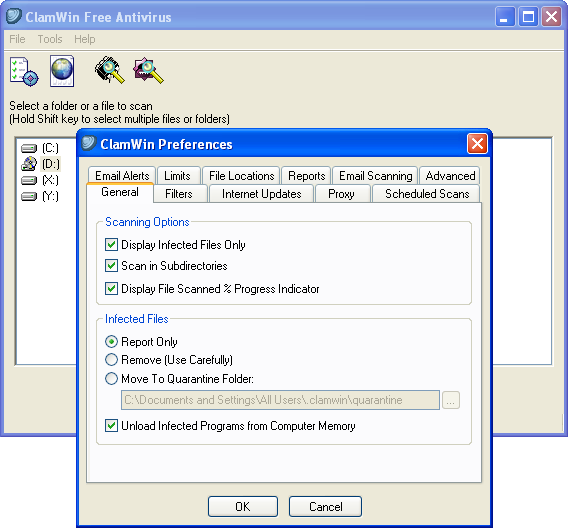 ClamWin Free Antivirus
File Tools Help
Select a folder or a file to scan
(Hold Shift key to select multiple files or folders)
(C:)
(D:)
(X:)
(Y:)
ClamWin Preferences
Email Alerts Limits File Locations Reports Email Scanning Advanced
General Filters Internet Updates Proxy Scheduled Scans
Scanning Options
Display Infected Files Only
Scan in Subdirectories
Display File Scanned % Progress Indicator
Infected Files
Report Only
Remove (Use Carefully)
Move To Quarantine Folder:
C:\Documents and Settings\All Users\.clamwin\quarantine ...
Unload Infected Programs from Computer Memory
OK Cancel